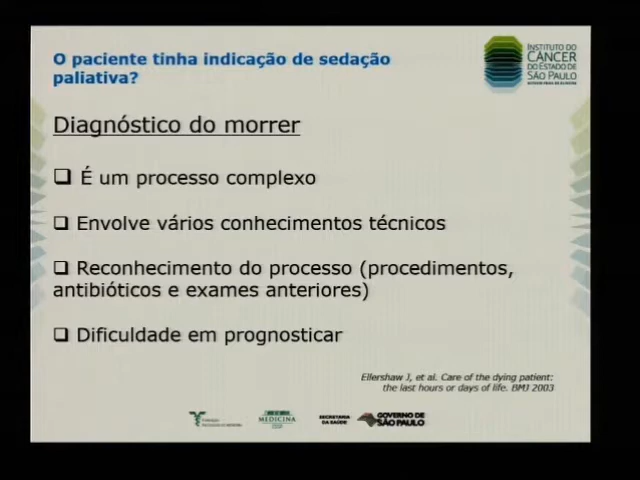 O paciente tinha indicação de sedação
paliativa?
INSTITUTO DO
CÂNCER
DO ESTADO DE
SÃO PAULO
Diagnóstico do morrer
É um processo complexo
Envolve vários conhecimentos técnicos
Reconhecimento do processo (procedimentos,
antibióticos e exames anteriores)
Dificuldade em prognosticar
Ellershaw J, et al. Care of the dying patient:
the last hours or days of life. BMJ 2003
MEDICINA
SECRETARIA
DA SAÚDE
GOVERNO DE
SÃO PAULO